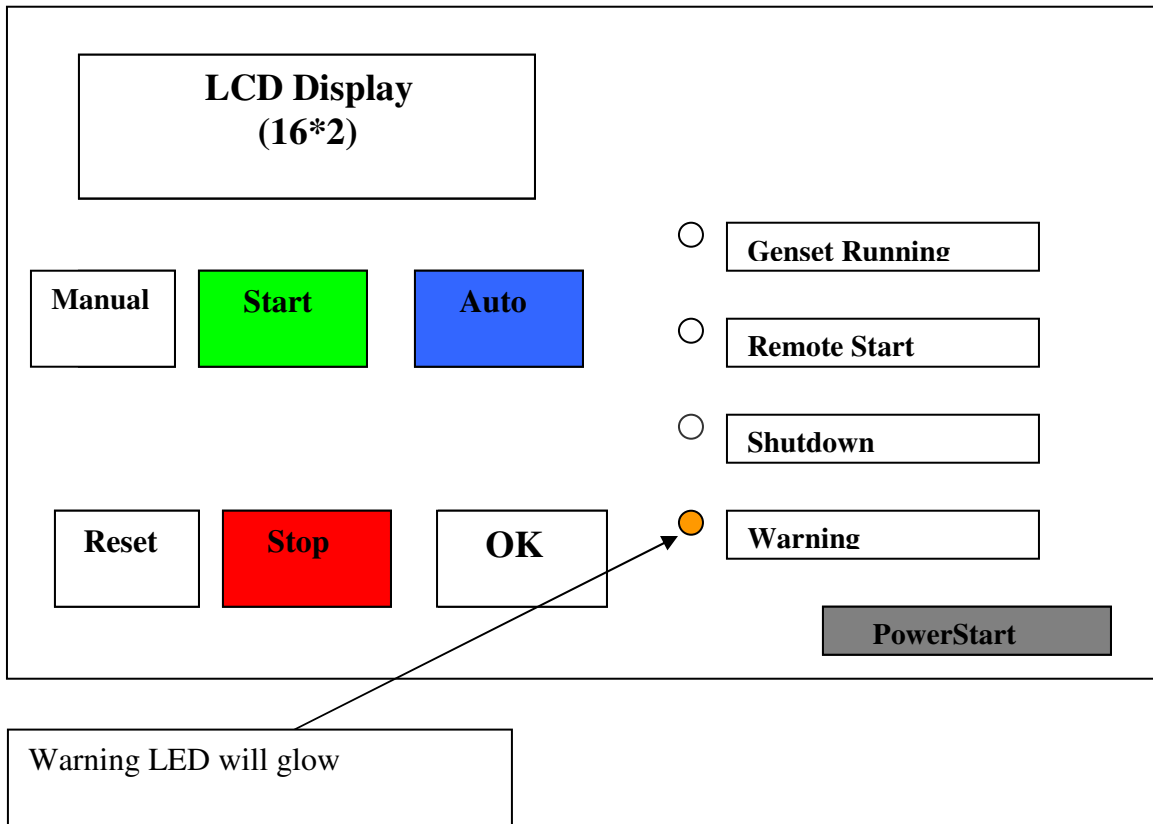 LCD Display
(16*2)
Genset Running
Manual
Start
Auto
Remote Start
Shutdown
Reset
Stop
OK
Warning
PowerStart
Warning LED will glow